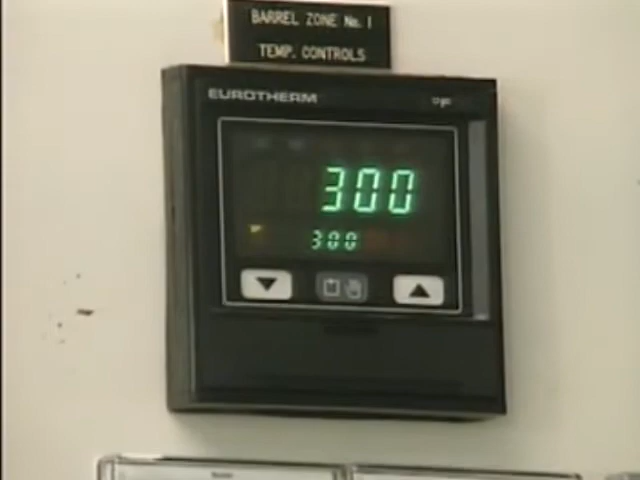 BARREL ZONE No. 1
TEMP. CONTROLS
EUROTHERM °F
300
300